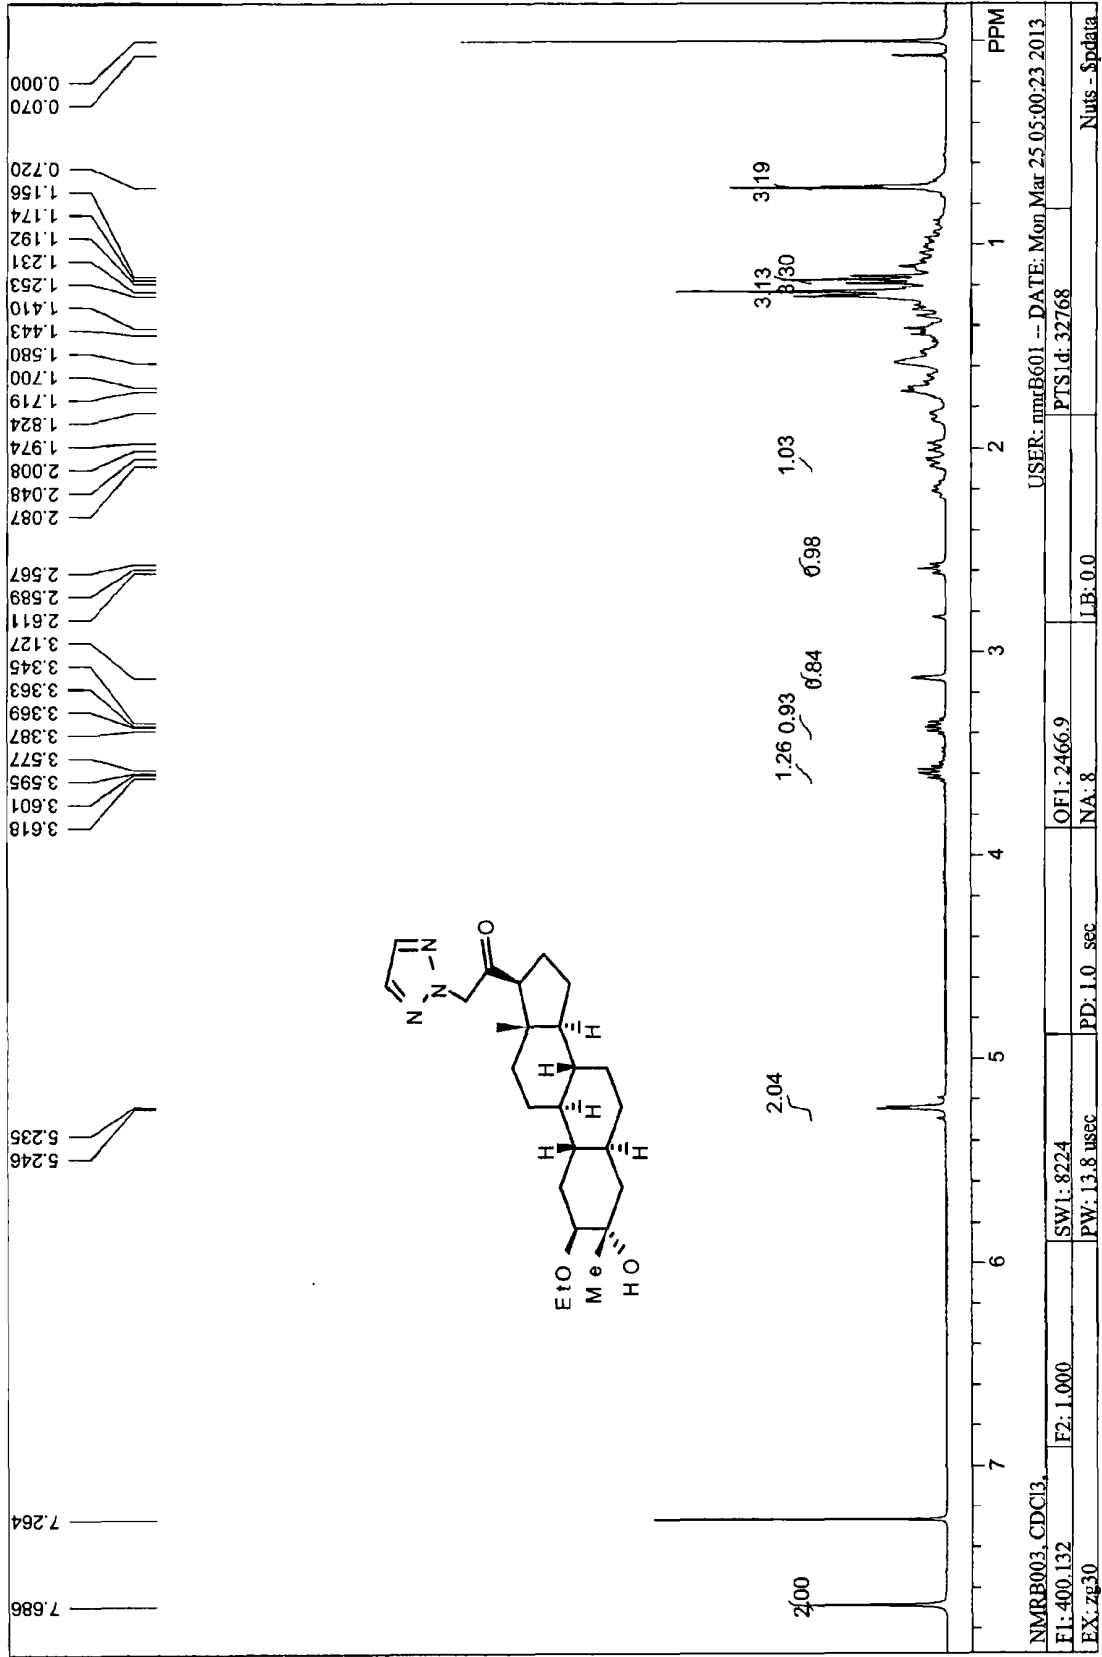 7.686
7.264
5.246
5.235
3.618
3.601
3.595
3.577
3.387
3.369
3.363
3.345
3.127
2.611
2.589
2.567
2.087
2.048
2.008
1.974
1.824
1.719
1.700
1.580
1.443
1.410
1.253
1.231
1.192
1.174
1.156
0.720
0.070
0.000
N
N
N
O
H
H
H
H
H
EtO
Me
HO
2.00
2.04
1.26
0.93
0.84
0.98
1.03
3.13
3.30
3.19
7 6 5 4 3 2 1 PPM
NMRB003, CDCl3,
USER: nmrB601 -- DATE: Mon Mar 25 05:00:23 2013
F1: 400.132 F2: 1.000 SW1: 8224 OF1: 2466.9 PTS1d: 32768
EX: zg30 PW: 13.8 usec PD: 1.0 sec NA: 8 LB: 0.0 Nuts - $pdata